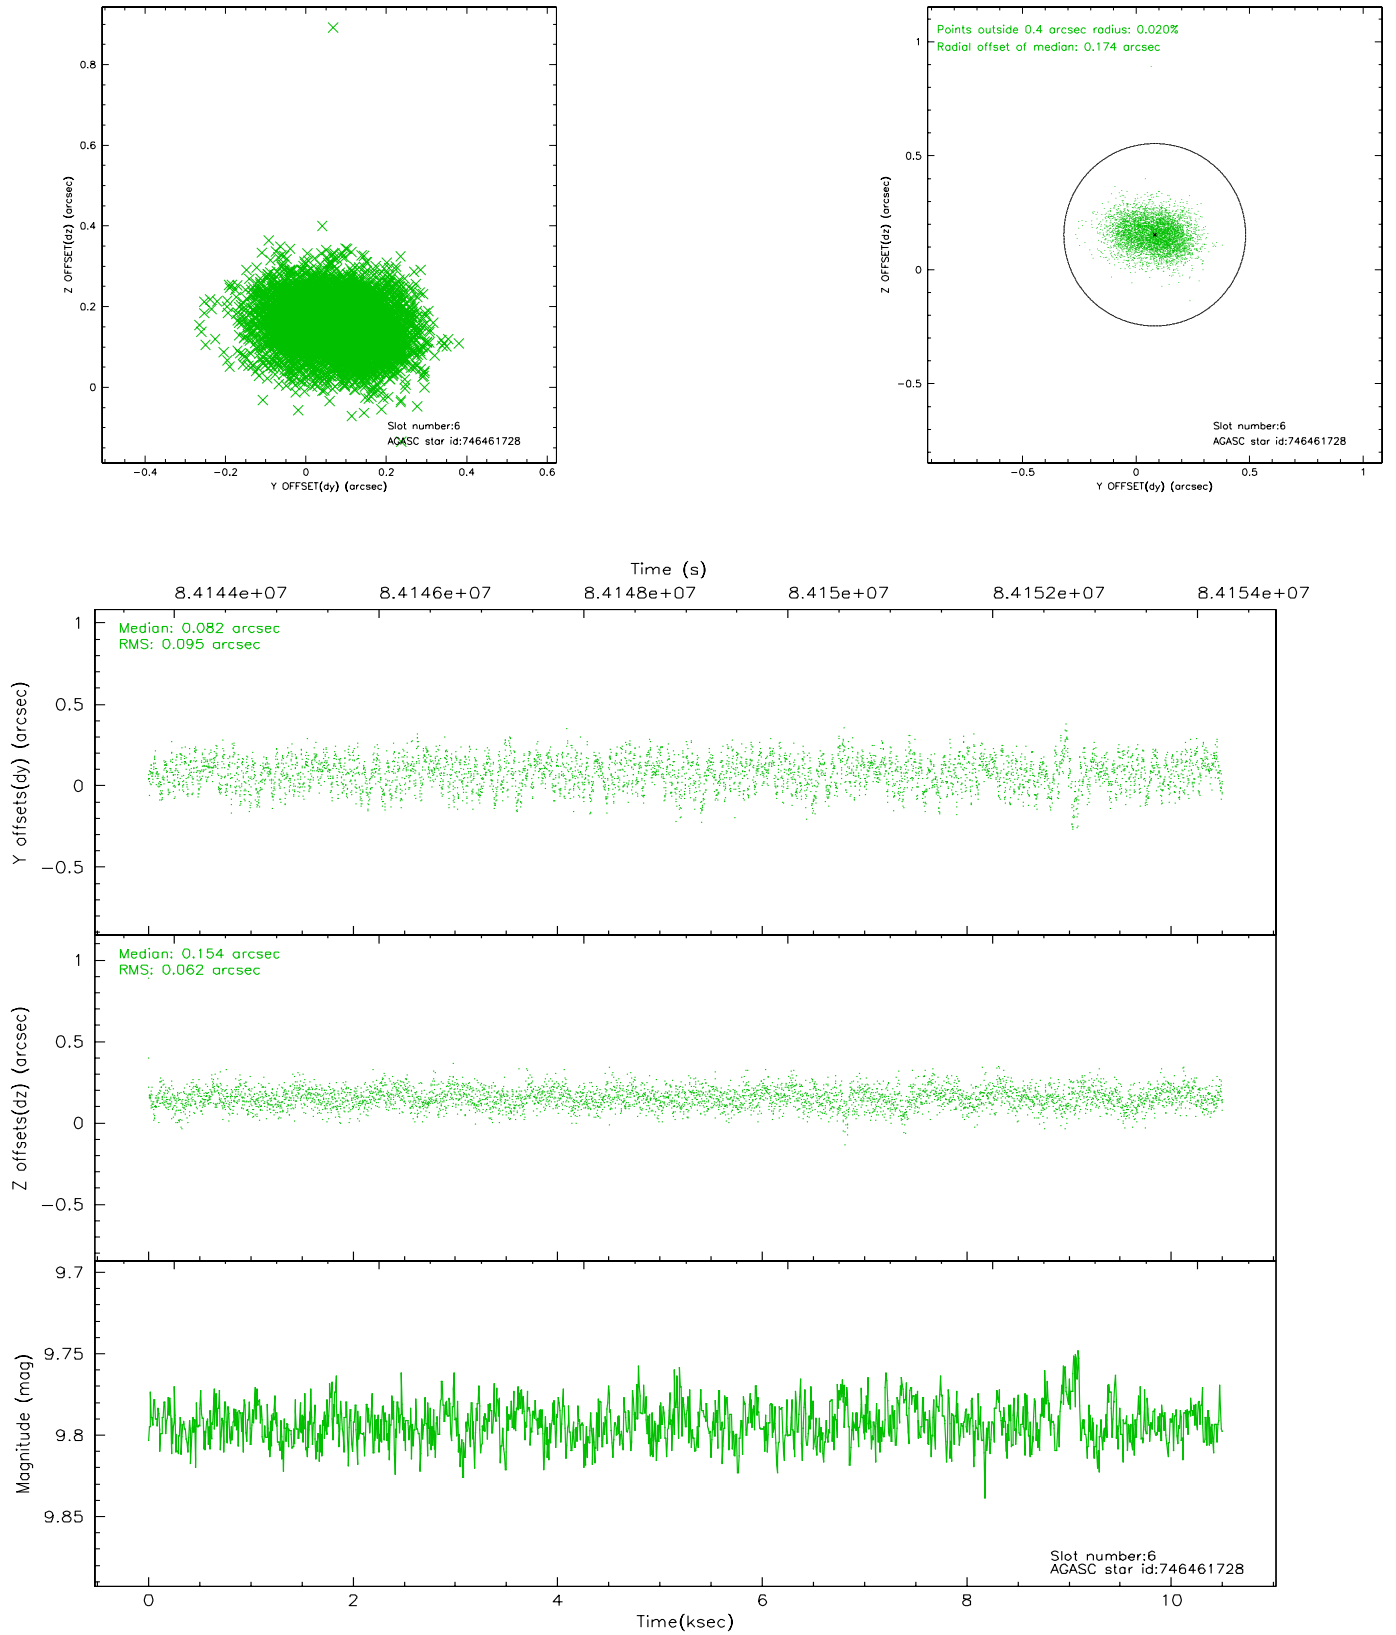 Points outside 0.4 arcsec radius: 0.020%
Radial offset of median: 0.174 arcsec
0.8
0.6
0.4
0.2
0
Z OFFSET(dz) (arcsec)
Slot number:6
AGASC star id:746461728
−0.4 −0.2 0 0.2 0.4 0.6
Y OFFSET(dy) (arcsec)
1
0.5
0
−0.5
Z OFFSET(dz) (arcsec)
Slot number:6
AGASC star id:746461728
−0.5 0 0.5 1
Y OFFSET(dy) (arcsec)
Time (s)
8.4144e+07 8.4146e+07 8.4148e+07 8.415e+07 8.4152e+07 8.4154e+07
Median: 0.082 arcsec
RMS: 0.095 arcsec
1
0.5
0
−0.5
Y offsets(dy) (arcsec)
Median: 0.154 arcsec
RMS: 0.062 arcsec
1
0.5
0
−0.5
Z offsets(dz) (arcsec)
9.7
9.75
9.8
9.85
Magnitude (mag)
Slot number:6
AGASC star id:746461728
0 2 4 6 8 10
Time(ksec)